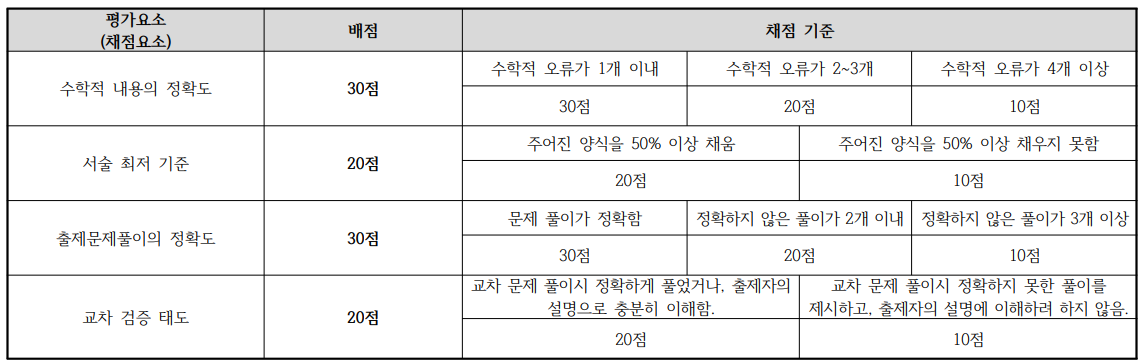 평가요소
(채점요소)
배점
채점 기준
수학적 내용의 정확도
30점
수학적 오류가 1개 이내
수학적 오류가 2~3개
수학적 오류가 4개 이상
30점
20점
10점
서술 최저 기준
20점
주어진 양식을 50% 이상 채움
주어진 양식을 50% 이상 채우지 못함
20점
10점
출제문제풀이의 정확도
30점
문제 풀이가 정확함
정확하지 않은 풀이가 2개 이내
정확하지 않은 풀이가 3개 이상
30점
20점
10점
교차 검증 태도
20점
교차 문제 풀이시 정확하게 풀었거나, 출제자의
설명으로 충분히 이해함.
교차 문제 풀이시 정확하지 못한 풀이를
제시하고, 출제자의 설명에 이해하려 하지 않음.
20점
10점